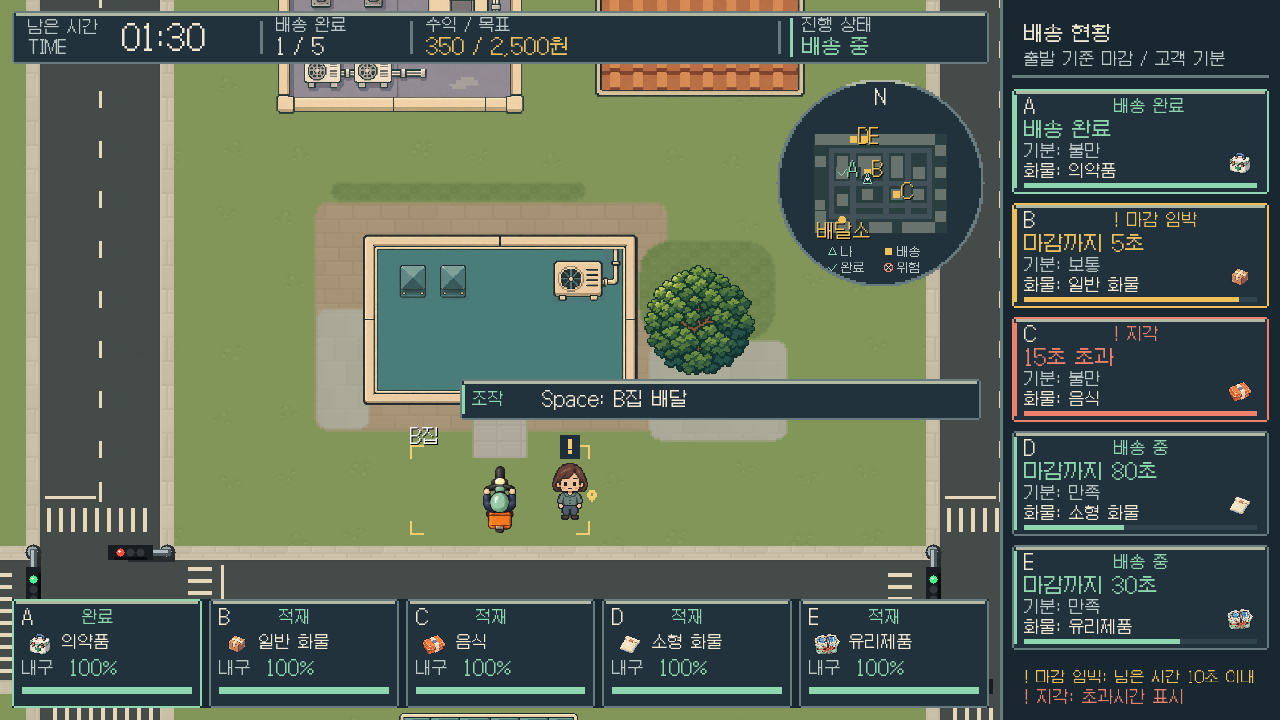 남은 시간
TIME
01:30
배송 완료
1 / 5
수익 / 목표
350 / 2,500원
진행 상태
배송 중
N
DE
A
B
C
배달소
△ 나
■ 배송
✓ 완료
⊗ 위험
조작
Space: B집 배달
B집
!
배송 현황
출발 기준 마감 / 고객 기분
A
배송 완료
배송 완료
기분: 불만
화물: 의약품
B
! 마감 임박
마감까지 5초
기분: 보통
화물: 일반 화물
C
! 지각
15초 초과
기분: 불만
화물: 음식
D
배송 중
마감까지 80초
기분: 만족
화물: 소형 화물
E
배송 중
마감까지 30초
기분: 만족
화물: 유리제품
! 마감 임박: 남은 시간 10초 이내
! 지각: 초과시간 표시
A
완료
의약품
내구 100%
B
적재
일반 화물
내구 100%
C
적재
음식
내구 100%
D
적재
소형 화물
내구 100%
E
적재
유리제품
내구 100%